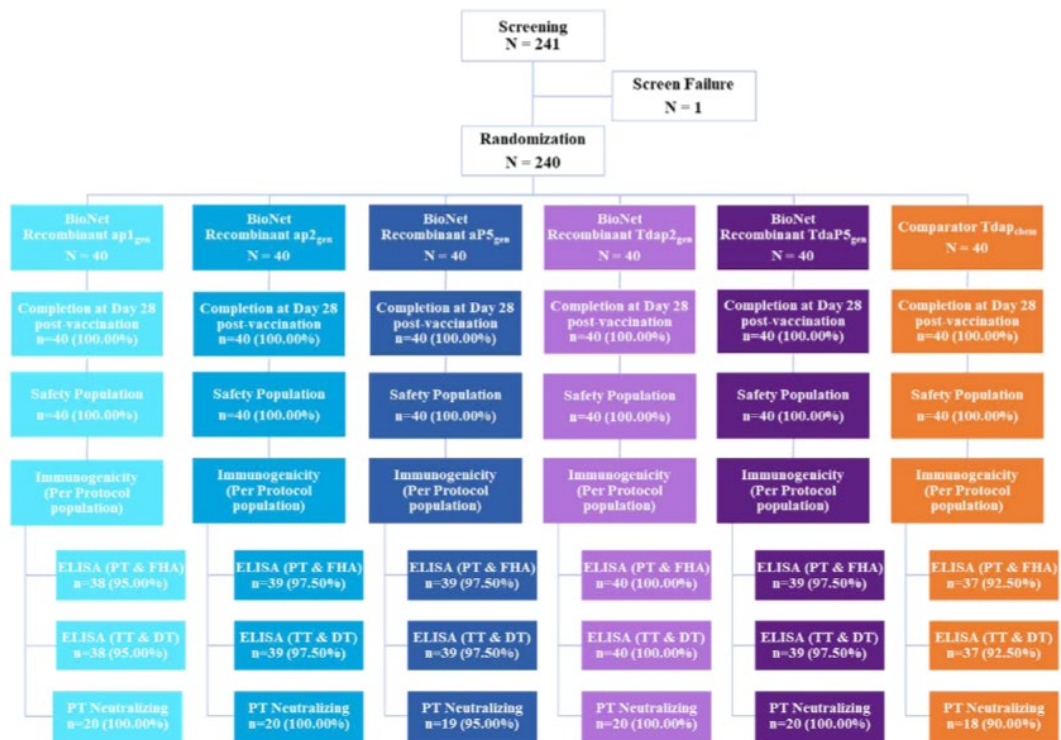 Screening
N = 241
Screen Failure
N = 1
Randomization
N = 240
BioNet
Recombinant ap1gen
N = 40
BioNet
Recombinant ap2gen
N = 40
BioNet
Recombinant aP5gen
N = 40
BioNet
Recombinant Tdap2gen
N = 40
BioNet
Recombinant TdaP5gen
N = 40
Comparator Tdapchem
N = 40
Completion at Day 28
post-vaccination
n=40 (100.00%)
Completion at Day 28
post-vaccination
n=40 (100.00%)
Completion at Day 28
post-vaccination
n=40 (100.00%)
Completion at Day 28
post-vaccination
n=40 (100.00%)
Completion at Day 28
post-vaccination
n=40 (100.00%)
Completion at Day 28
post-vaccination
n=40 (100.00%)
Safety Population
n=40 (100.00%)
Safety Population
n=40 (100.00%)
Safety Population
n=40 (100.00%)
Safety Population
n=40 (100.00%)
Safety Population
n=40 (100.00%)
Safety Population
n=40 (100.00%)
Immunogenicity
(Per Protocol
population)
Immunogenicity
(Per Protocol
population)
Immunogenicity
(Per Protocol
population)
Immunogenicity
(Per Protocol
population)
Immunogenicity
(Per Protocol
population)
Immunogenicity
(Per Protocol
population)
ELISA (PT & FHA)
n=38 (95.00%)
ELISA (PT & FHA)
n=39 (97.50%)
ELISA (PT & FHA)
n=39 (97.50%)
ELISA (PT & FHA)
n=40 (100.00%)
ELISA (PT & FHA)
n=39 (97.50%)
ELISA (PT & FHA)
n=37 (92.50%)
ELISA (TT & DT)
n=38 (95.00%)
ELISA (TT & DT)
n=39 (97.50%)
ELISA (TT & DT)
n=39 (97.50%)
ELISA (TT & DT)
n=40 (100.00%)
ELISA (TT & DT)
n=39 (97.50%)
ELISA (TT & DT)
n=37 (92.50%)
PT Neutralizing
n=20 (100.00%)
PT Neutralizing
n=20 (100.00%)
PT Neutralizing
n=19 (95.00%)
PT Neutralizing
n=20 (100.00%)
PT Neutralizing
n=20 (100.00%)
PT Neutralizing
n=18 (90.00%)